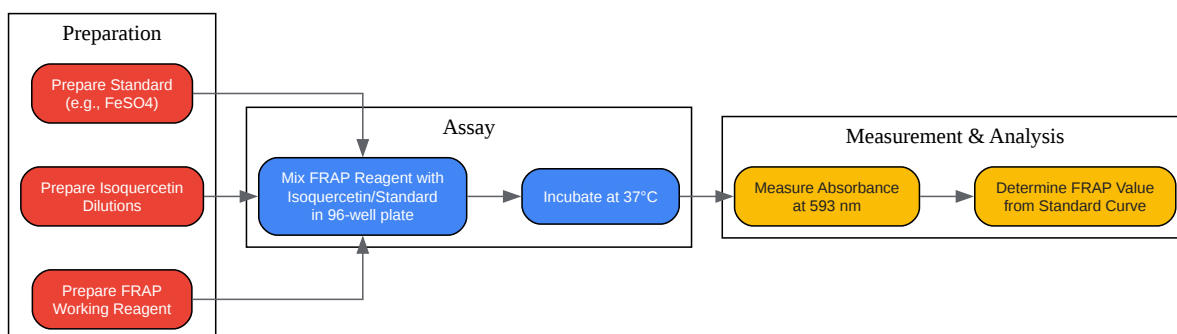 Preparation
Prepare Standard
(e.g., FeSO4)
Prepare Isoquercetin
Dilutions
Prepare FRAP
Working Reagent
Assay
Mix FRAP Reagent with
Isoquercetin/Standard
in 96-well plate
Incubate at 37°C
Measurement & Analysis
Measure Absorbance
at 593 nm
Determine FRAP Value
from Standard Curve